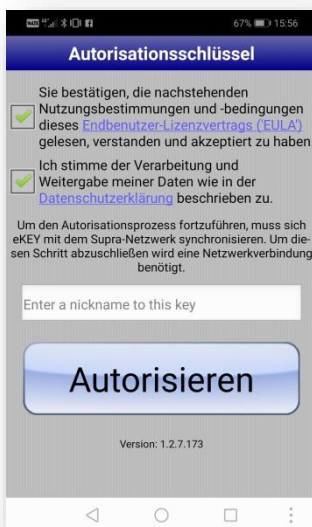 67% 15:56
Autorisationsschlüssel
Sie bestätigen, die nachstehenden
Nutzungsbestimmungen und -bedingungen
dieses Endbenutzer-Lizenzvertrags ('EULA')
gelesen, verstanden und akzeptiert zu haben
Ich stimme der Verarbeitung und
Weitergabe meiner Daten wie in der
Datenschutzerklärung beschrieben zu.
Um den Autorisationsprozess fortzuführen, muss sich
eKEY mit dem Supra-Netzwerk synchronisieren. Um die-
sen Schritt abzuschließen wird eine Netzwerkverbindung
benötigt.
Enter a nickname to this key
Autorisieren
Version: 1.2.7.173